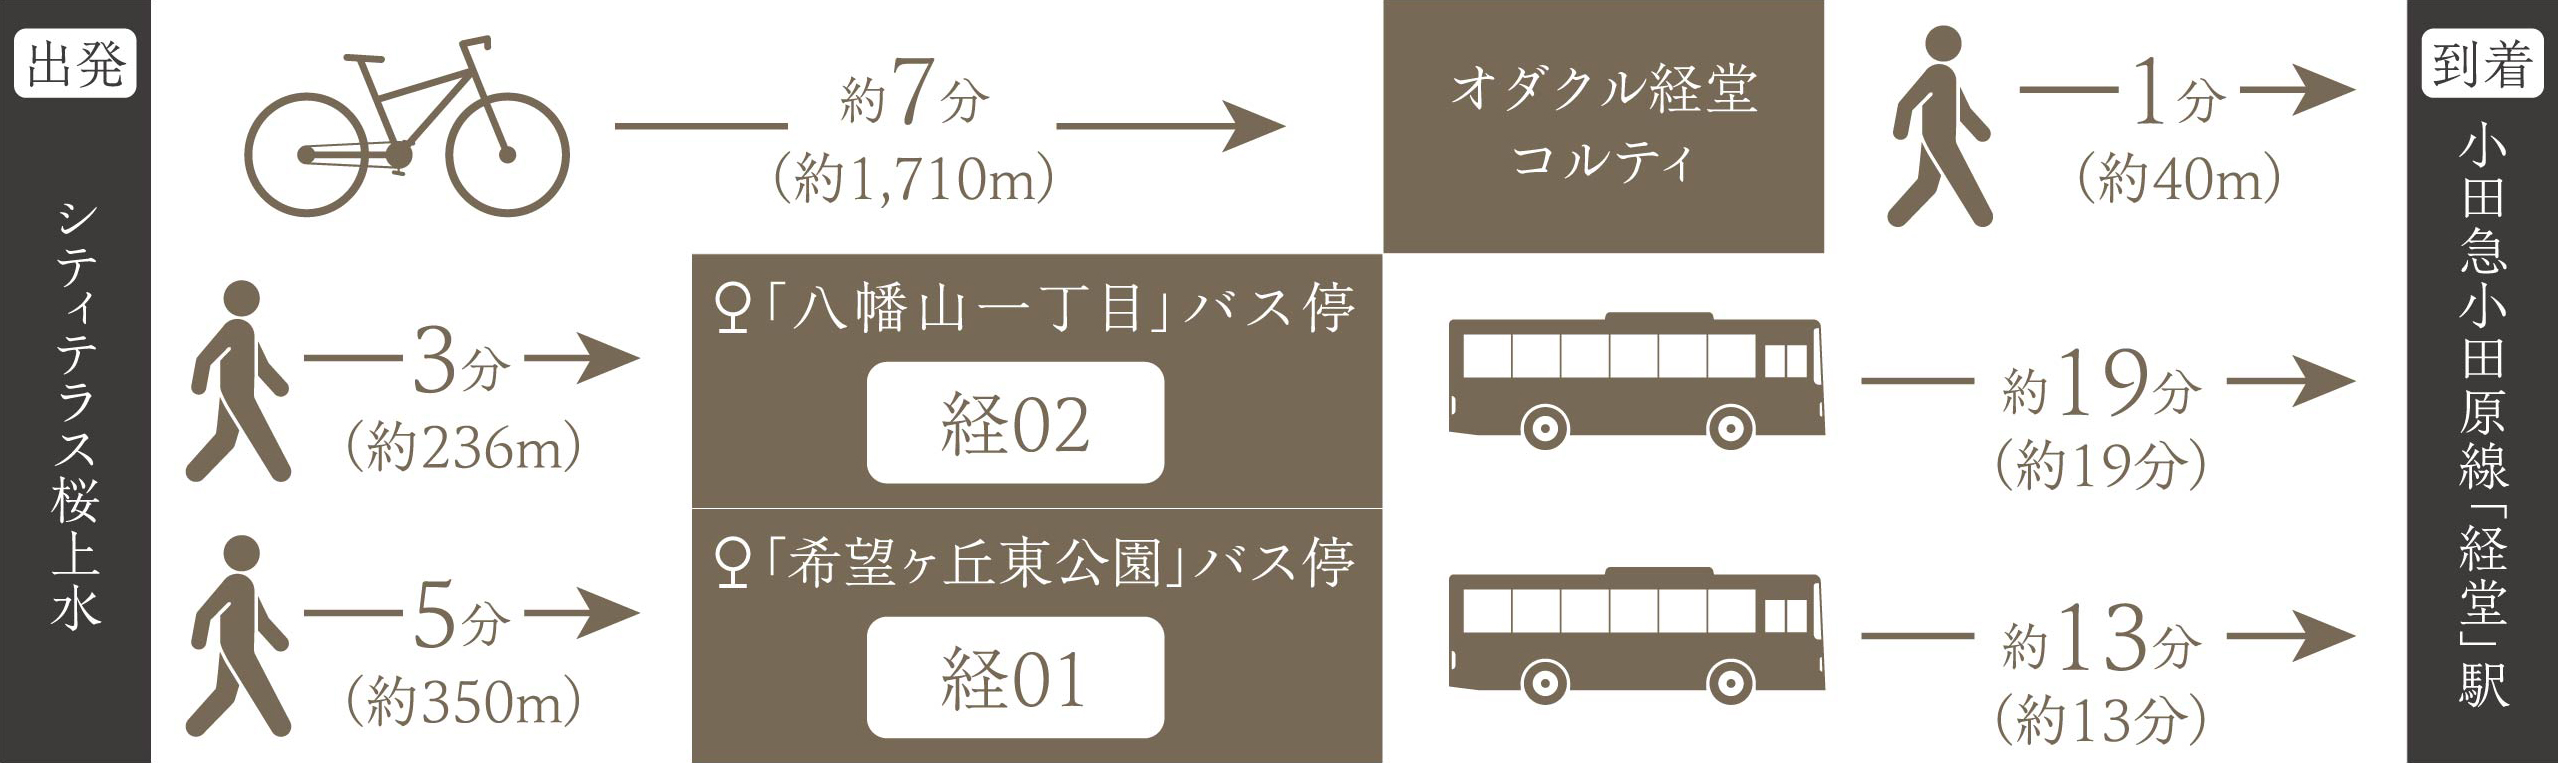 出発
シティテラス桜上水
約7分
(約1,710m)
オダクル経堂
コルティ
1分
(約40m)
3分
(約236m)
「八幡山一丁目」バス停
経02
約19分
(約19分)
5分
(約350m)
「希望ヶ丘東公園」バス停
経01
約13分
(約13分)
到着
小田急小田原線「経堂」駅